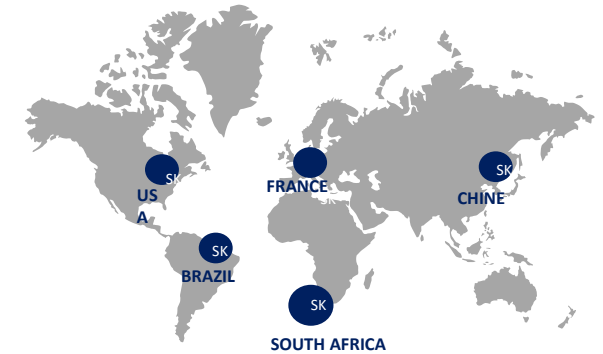 SK
US
A
FRANCE
SK
SK
CHINE
SK
BRAZIL
SK
SOUTH AFRICA